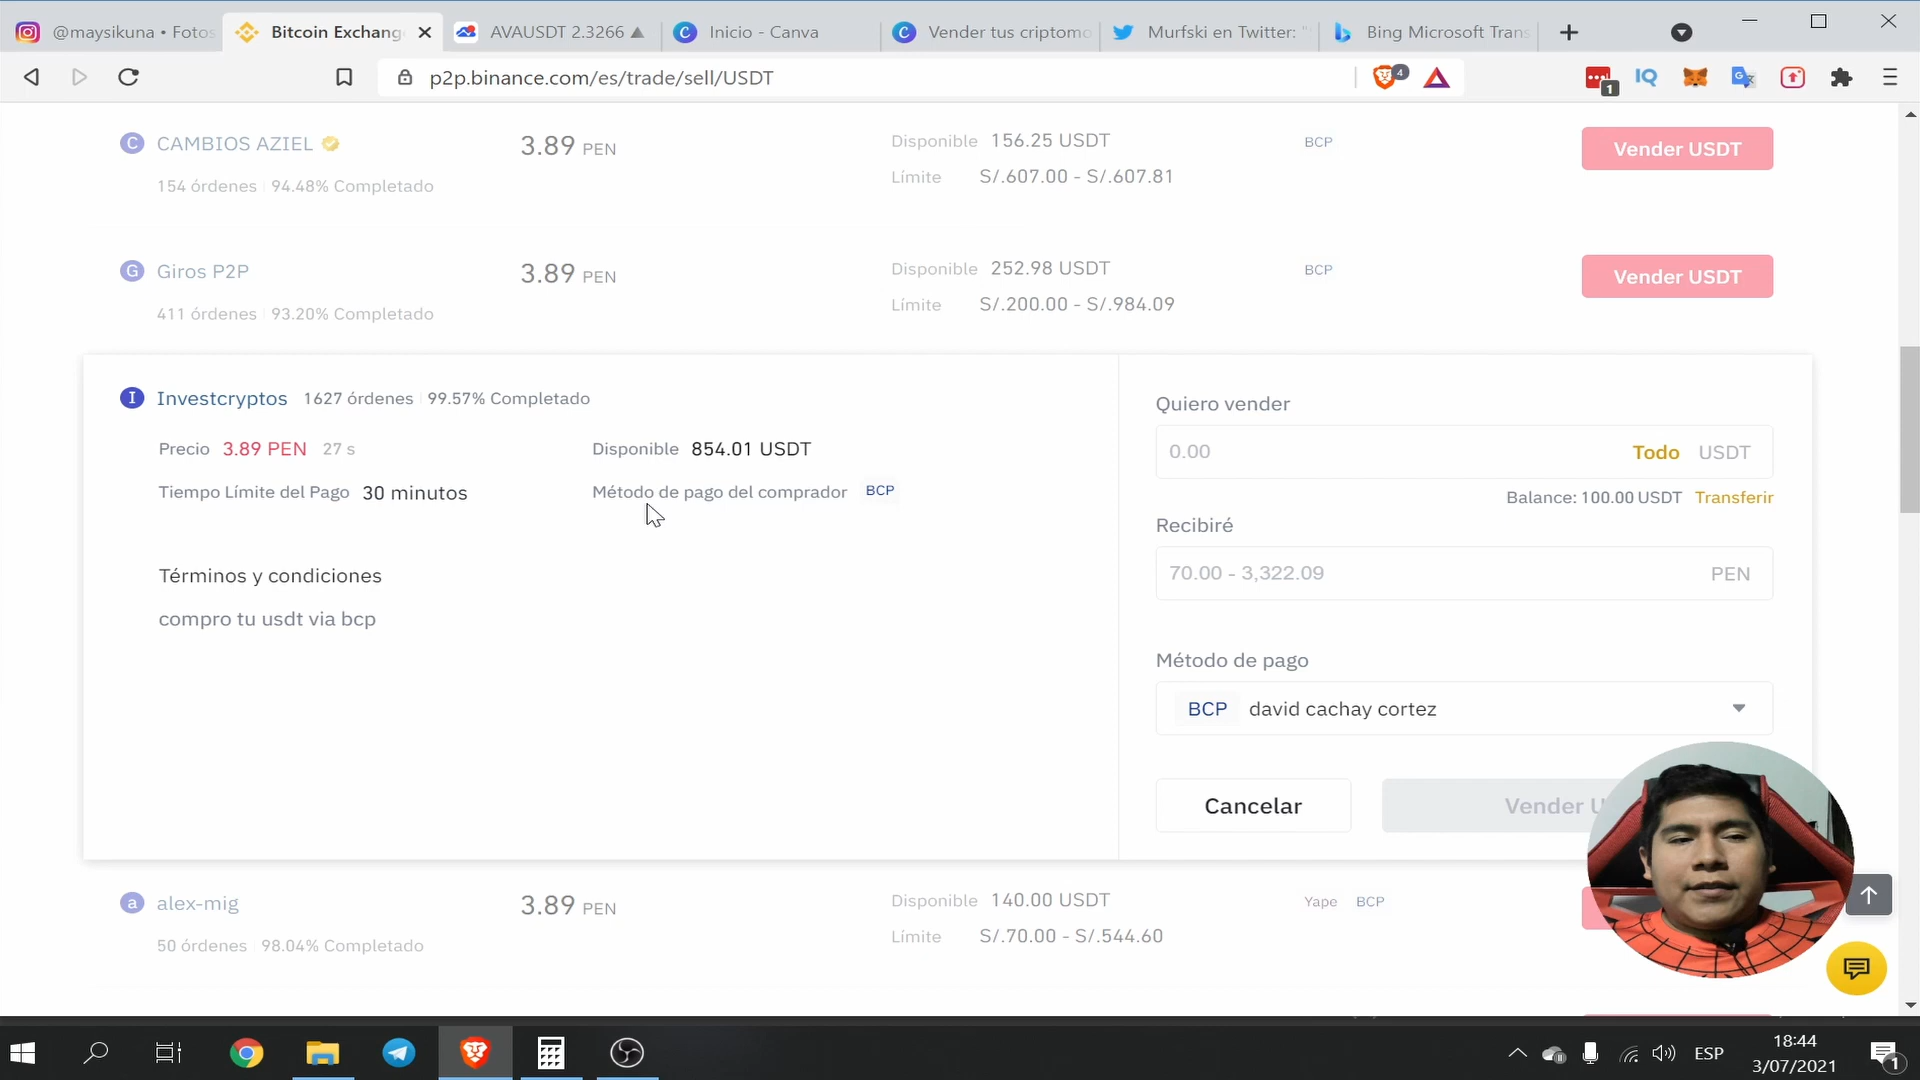 @maysikuna • Fotos
Bitcoin Exchang
AVAUSDT 2.3266 ▲
Inicio - Canva
Vender tus criptomo
Murfski en Twitter: "
Bing Microsoft Trans
p2p.binance.com/es/trade/sell/USDT
4
1
IQ
C CAMBIOS AZIEL
3.89 PEN
Disponible 156.25 USDT
BCP
Vender USDT
154 órdenes 94.48% Completado
Límite S/.607.00 - S/.607.81
G Giros P2P
3.89 PEN
Disponible 252.98 USDT
BCP
Vender USDT
411 órdenes 93.20% Completado
Límite S/.200.00 - S/.984.09
I Investcryptos 1627 órdenes 99.57% Completado
Precio 3.89 PEN 27 s
Disponible 854.01 USDT
Tiempo Límite del Pago 30 minutos
Método de pago del comprador BCP
Términos y condiciones
compro tu usdt via bcp
Quiero vender
0.00 Todo USDT
Balance: 100.00 USDT Transferir
Recibiré
70.00 - 3,322.09 PEN
Método de pago
BCP david cachay cortez
Cancelar
Vender U
a alex-mig
3.89 PEN
Disponible 140.00 USDT
Yape BCP
50 órdenes 98.04% Completado
Límite S/.70.00 - S/.544.60
ESP
18:44
3/07/2021
1